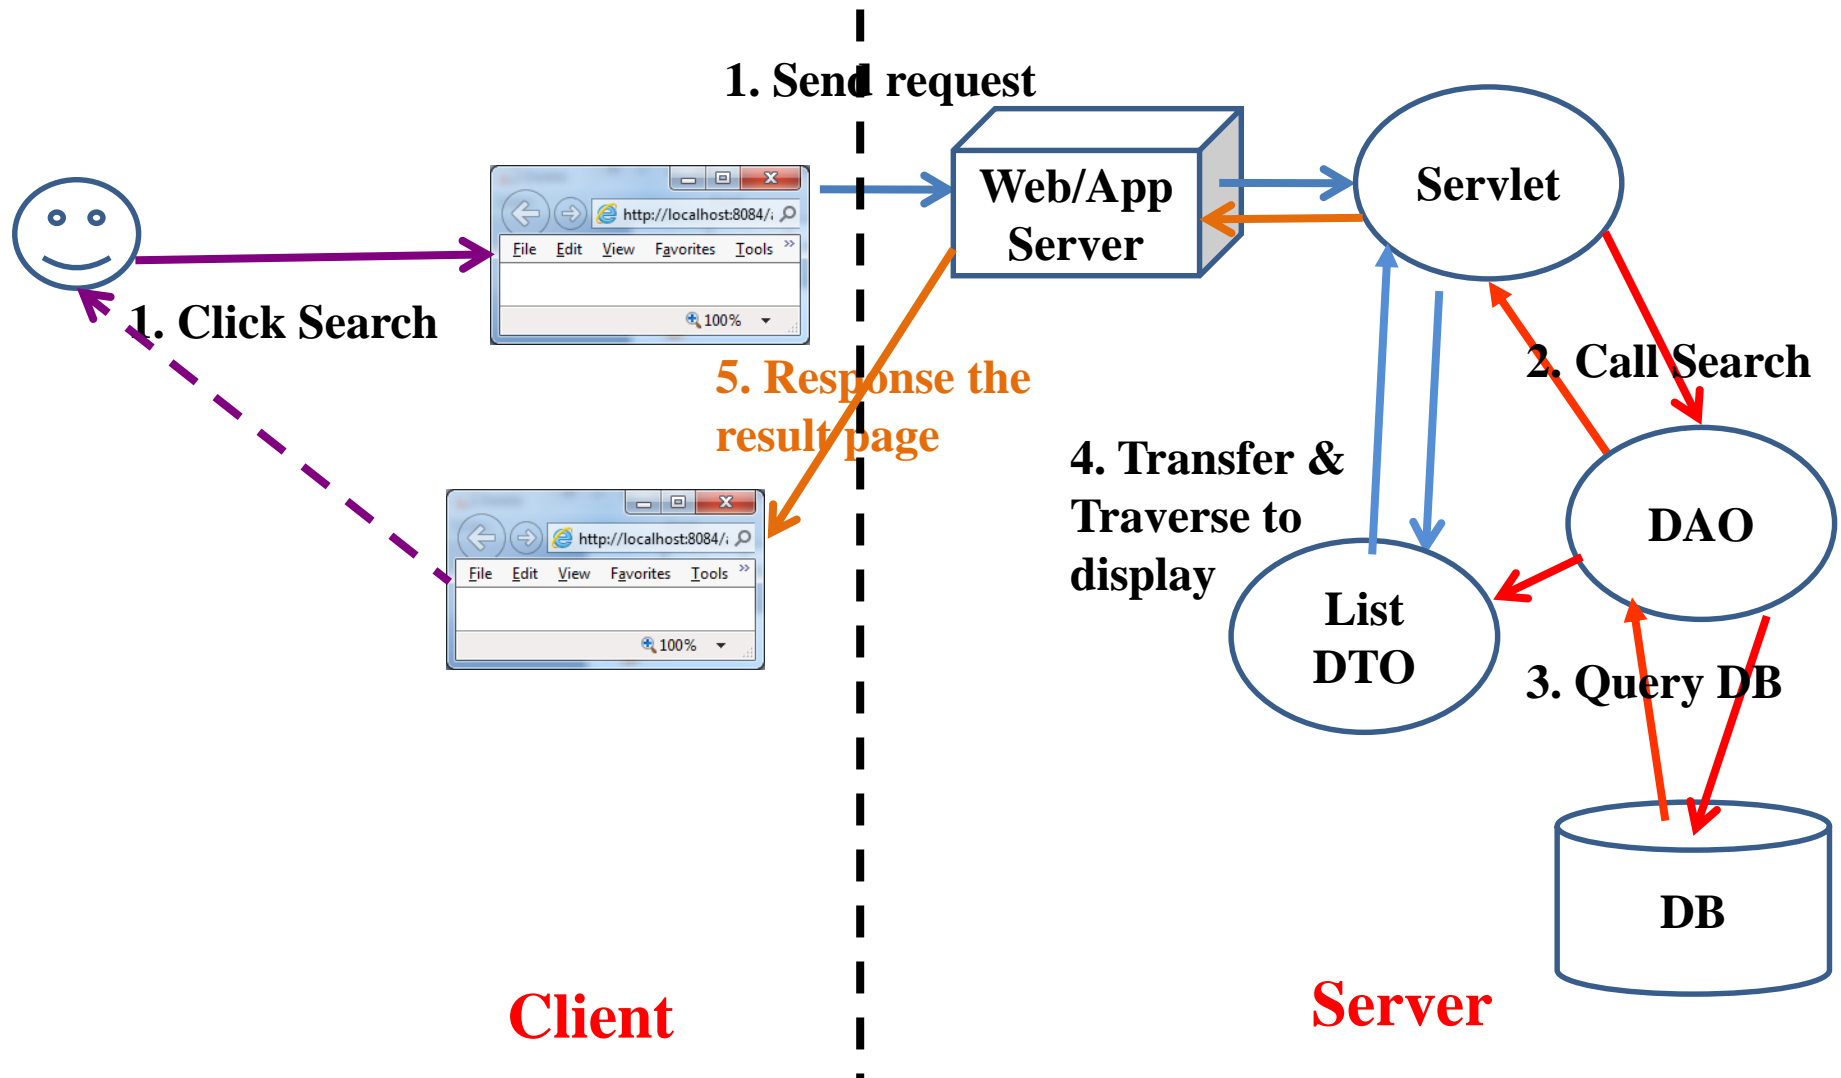 1. Send request
http://localhost:8084/
File Edit View Favorites Tools »
100%
Web/App
Server
Servlet
1. Click Search
5. Response the
result page
2. Call Search
4. Transfer &
Traverse to
display
DAO
http://localhost:8084/
File Edit View Favorites Tools »
100%
List
DTO
3. Query DB
DB
Client
Server